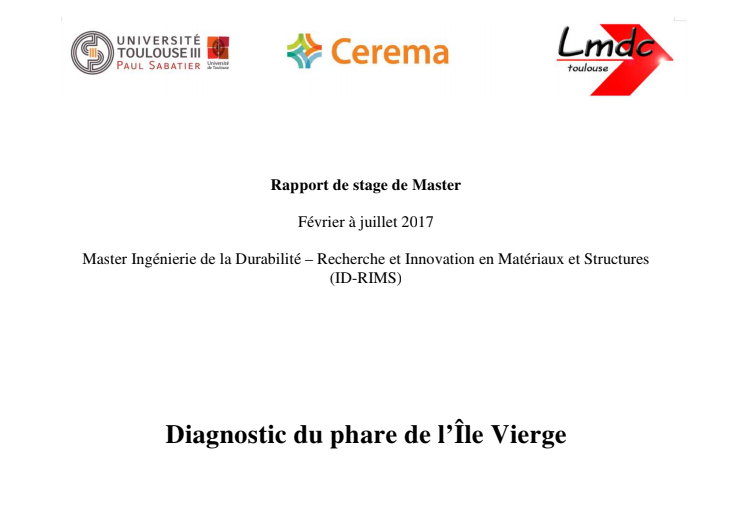 UNIVERSITÉ
TOULOUSE III
PAUL SABATIER
Université
de Toulouse
Cerema
Lmdc
toulouse
Rapport de stage de Master
Février à juillet 2017
Master Ingénierie de la Durabilité – Recherche et Innovation en Matériaux et Structures
(ID-RIMS)
Diagnostic du phare de l’Île Vierge